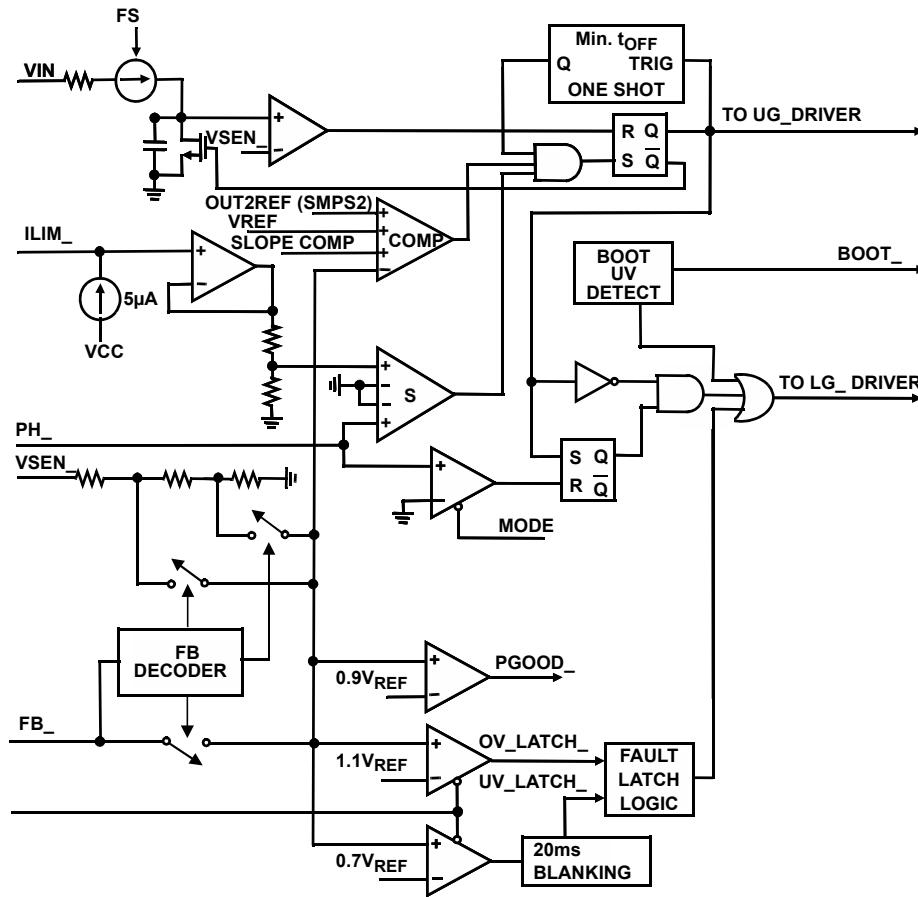 FS
VIN
Min. tOFF
Q TRIG
ONE SHOT
TO UG_DRIVER
+
VSEN_
−
R Q
S Q
OUT2REF (SMPS2)
+
VREF
+
COMP
SLOPE COMP
+
−
ILIM_
+
−
5µA
VCC
BOOT
UV
DETECT
BOOT_
TO LG_ DRIVER
+
−
−
S
+
PH_
VSEN_
+
−
MODE
S Q
R Q
FB
DECODER
+
0.9VREF
−
PGOOD_
FB_
+
1.1VREF
−
OV_LATCH_
UV_LATCH_
FAULT
LATCH
LOGIC
+
0.7VREF
−
20ms
BLANKING